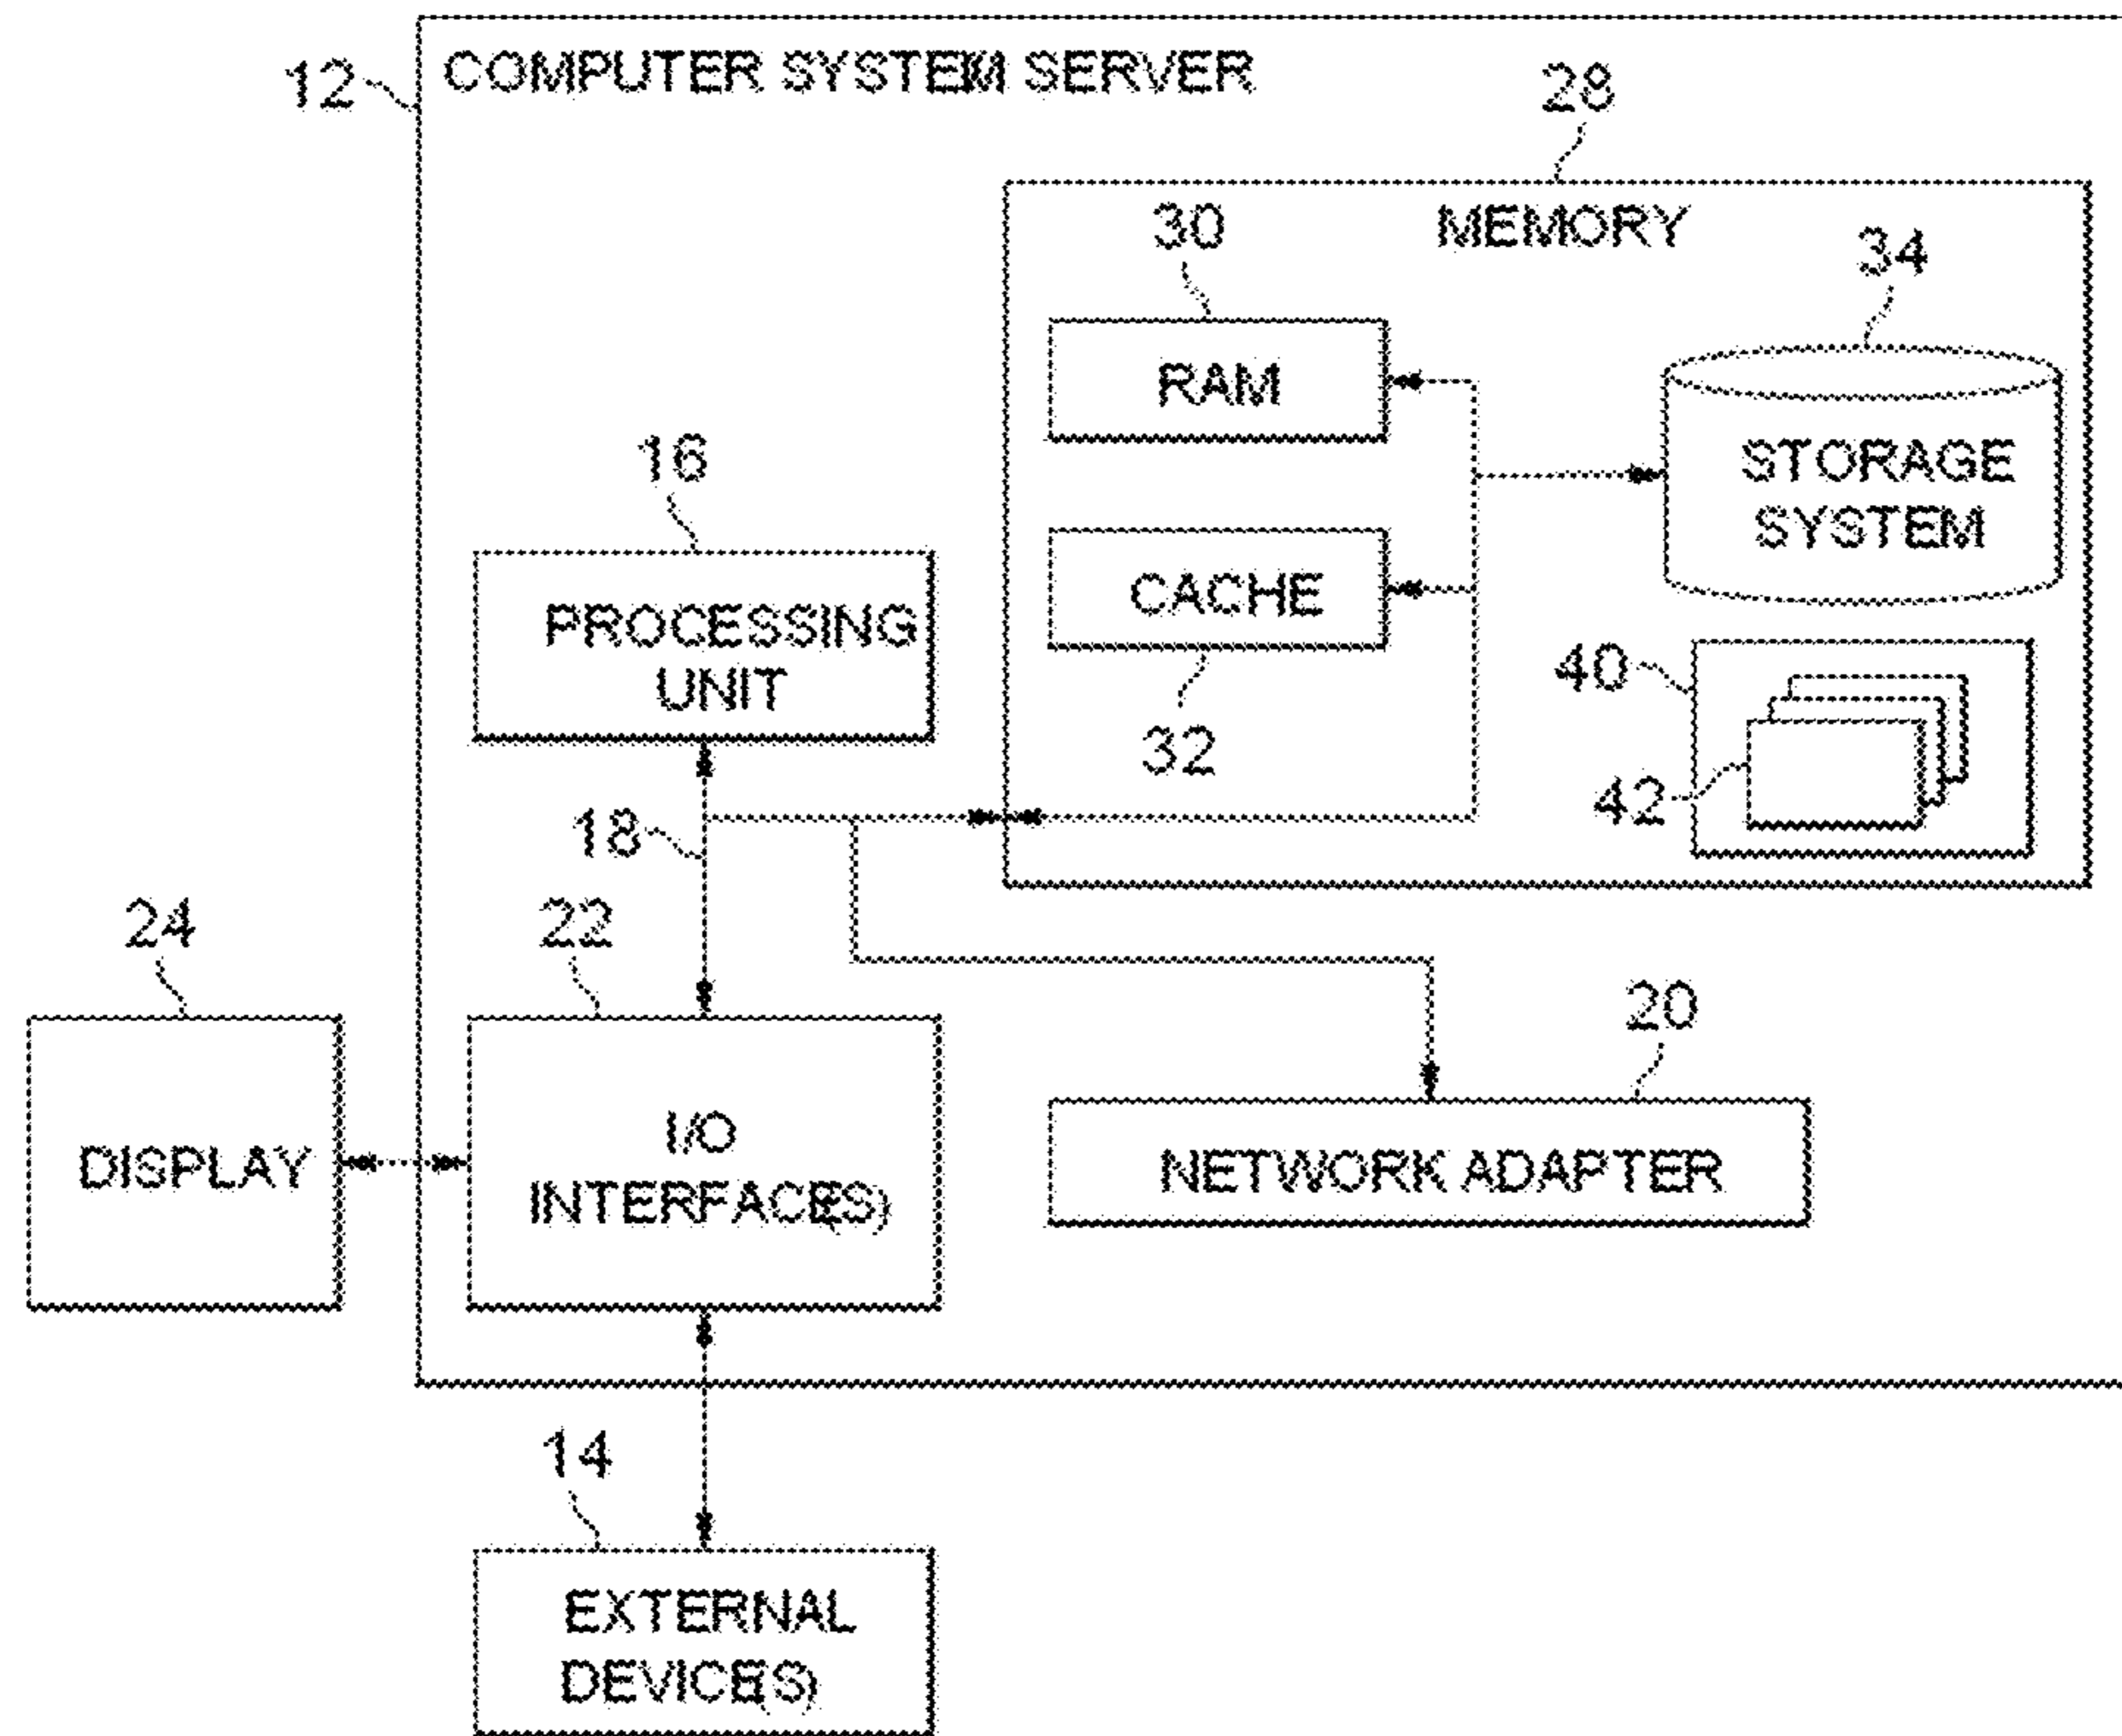 12
COMPUTER SYSTEM SERVER
28
MEMORY
30
34
RAM
STORAGE
SYSTEM
16
PROCESSING
UNIT
CACHE
32
40
42
18
24
22
20
DISPLAY
I/O
INTERFACE(S)
NETWORK ADAPTER
14
EXTERNAL
DEVICE(S)